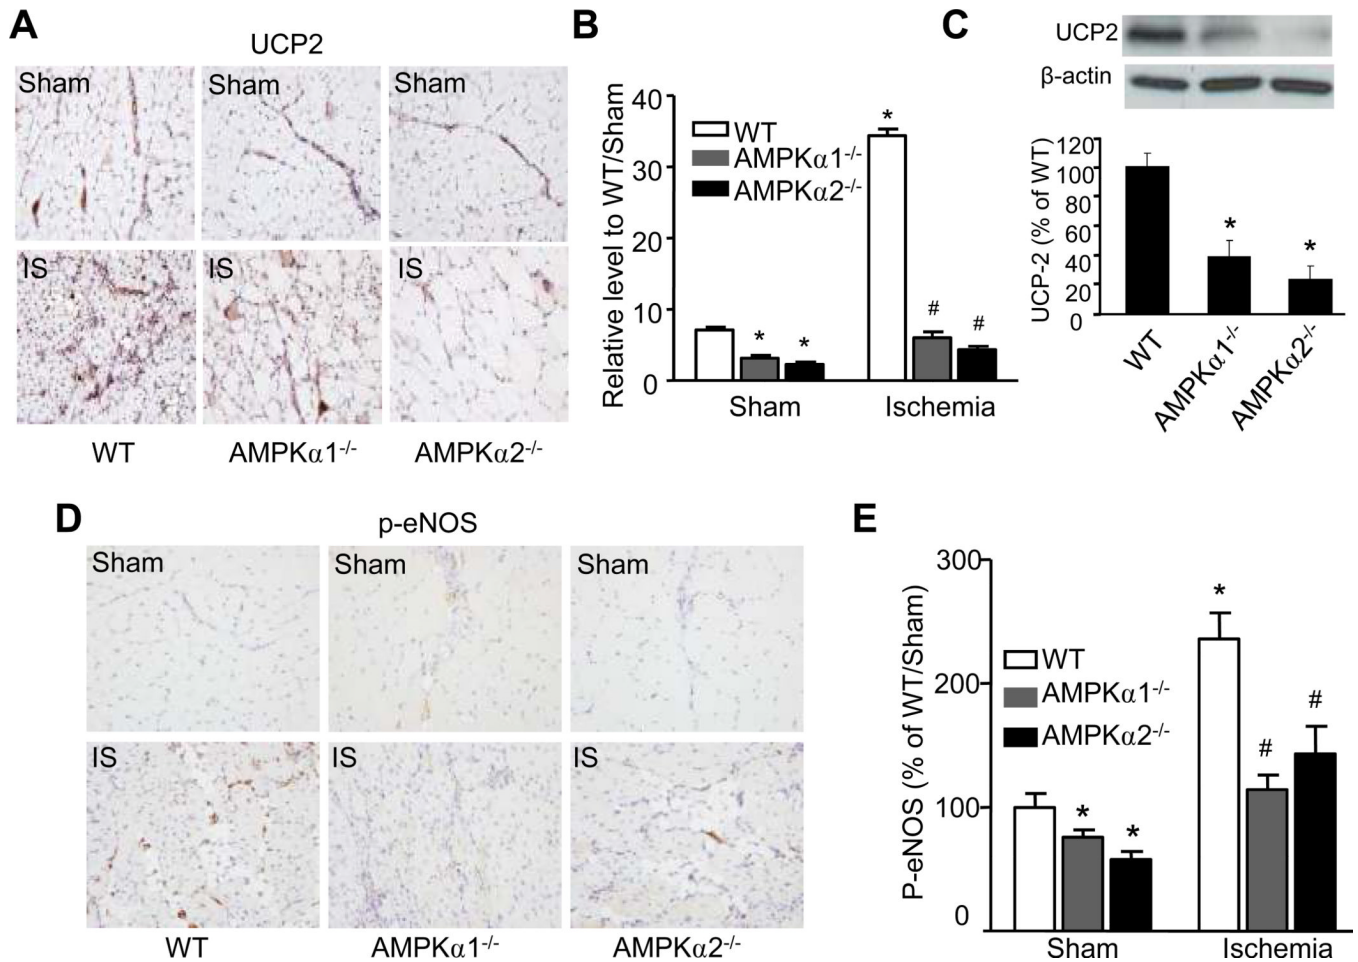 A
UCP2
Sham
Sham
Sham
IS
IS
IS
WT
AMPKα1-/-
AMPKα2-/-
B
Relative level to WT/Sham
40
30
20
10
0
WT
AMPKα1-/-
AMPKα2-/-
*
*
*
#
#
Sham
Ischemia
C
UCP2
β-actin
UCP-2 (% of WT)
120
100
80
60
40
20
0
*
*
WT
AMPKα1-/-
AMPKα2-/-
D
p-eNOS
Sham
Sham
Sham
IS
IS
IS
WT
AMPKα1-/-
AMPKα2-/-
E
P-eNOS (% of WT/Sham)
300
200
100
0
WT
AMPKα1-/-
AMPKα2-/-
*
*
*
#
#
Sham
Ischemia